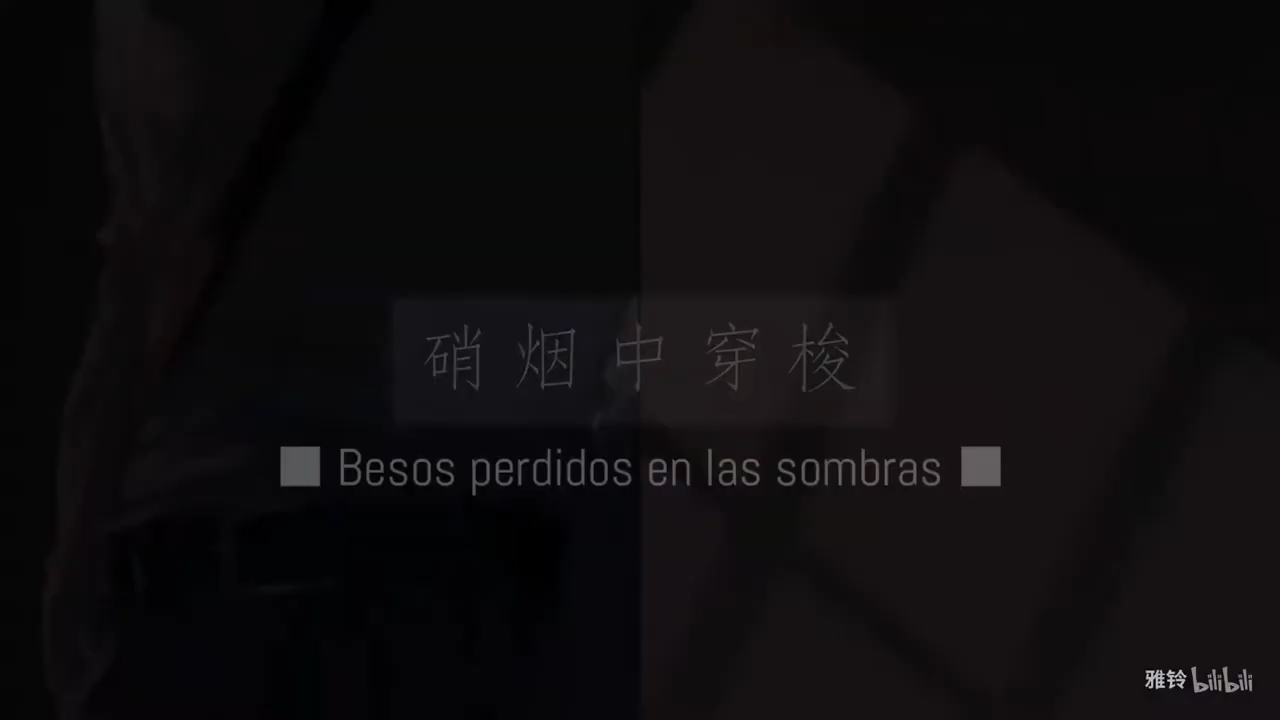 硝烟中穿梭
■ Besos perdidos en las sombras ■
雅铃 bilibili